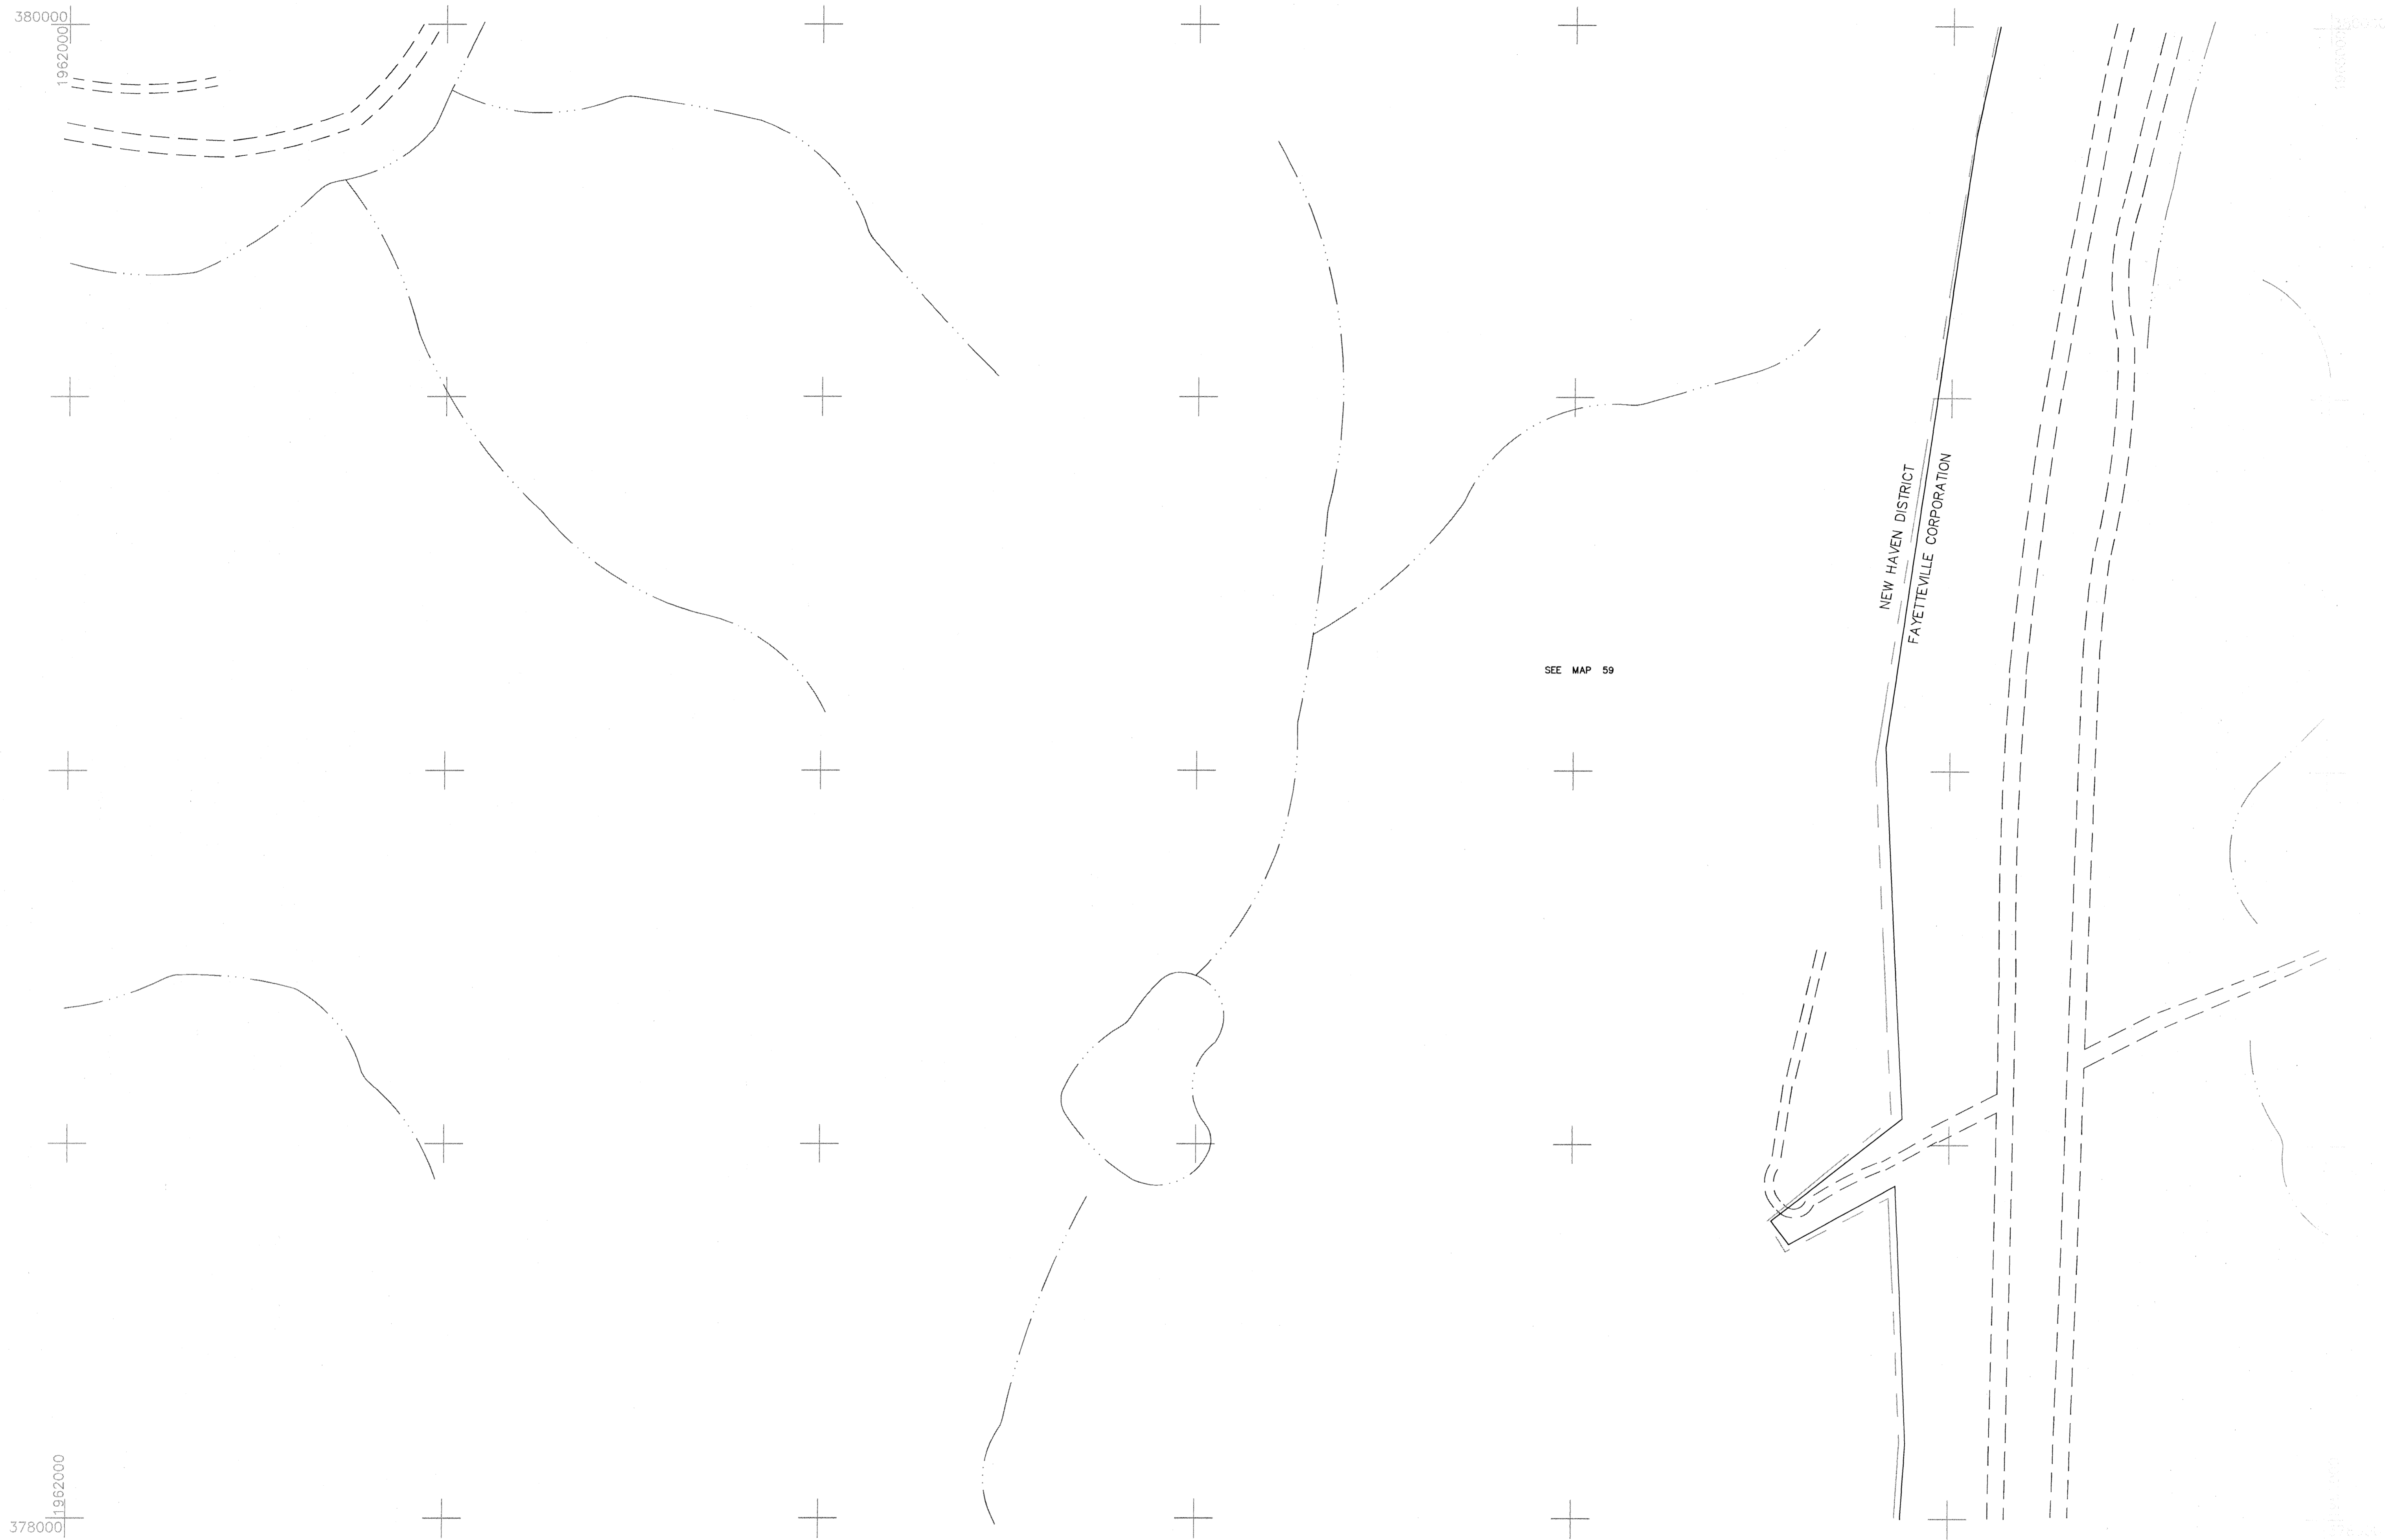 380000
1962000
NEW HAVEN DISTRICT
FAYETTEVILLE CORPORATION
SEE MAP 59
1962000
378000